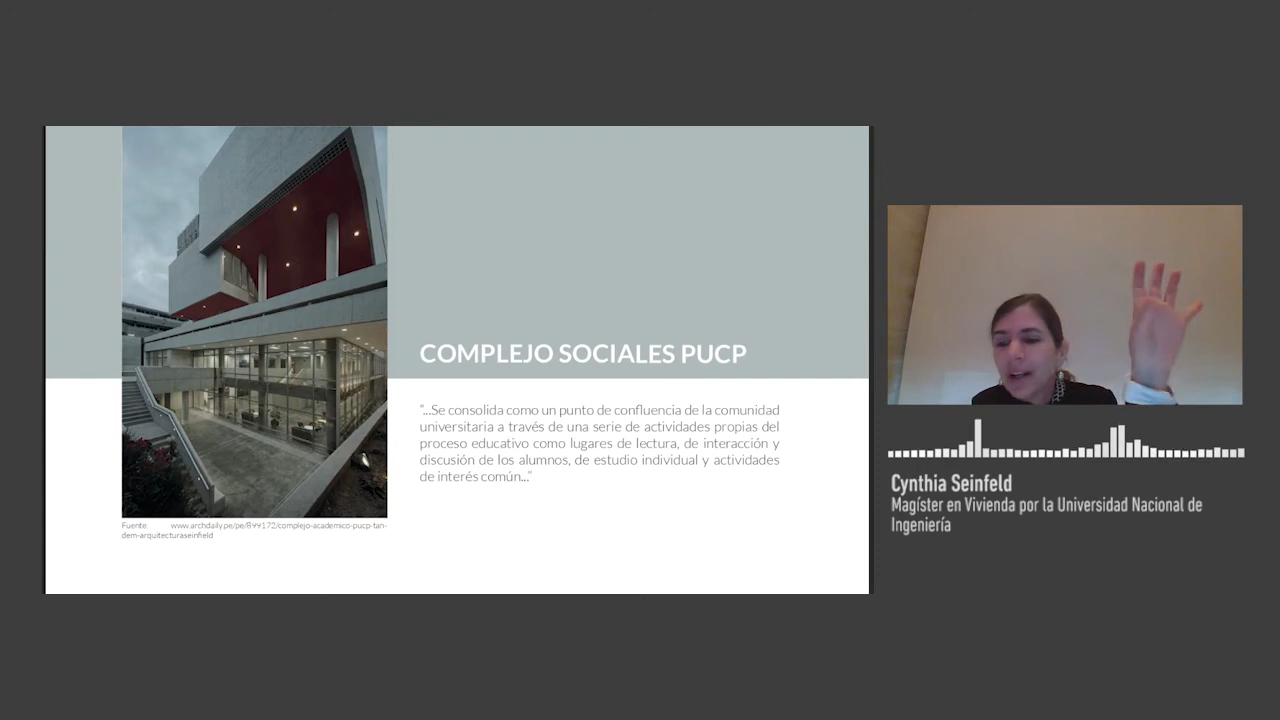 COMPLEJO SOCIALES PUCP
"...Se consolida como un punto de confluencia de la comunidad
universitaria a través de una serie de actividades propias del
proceso educativo como lugares de lectura, de interacción y
discusión de los alumnos, de estudio individual y actividades
de interés común..."
Fuente: www.archdaily.pe/pe/899172/complejo-academico-pucp-tan-
dem-arquitecturaseinfield
Cynthia Seinfeld
Magíster en Vivienda por la Universidad Nacional de
Ingeniería